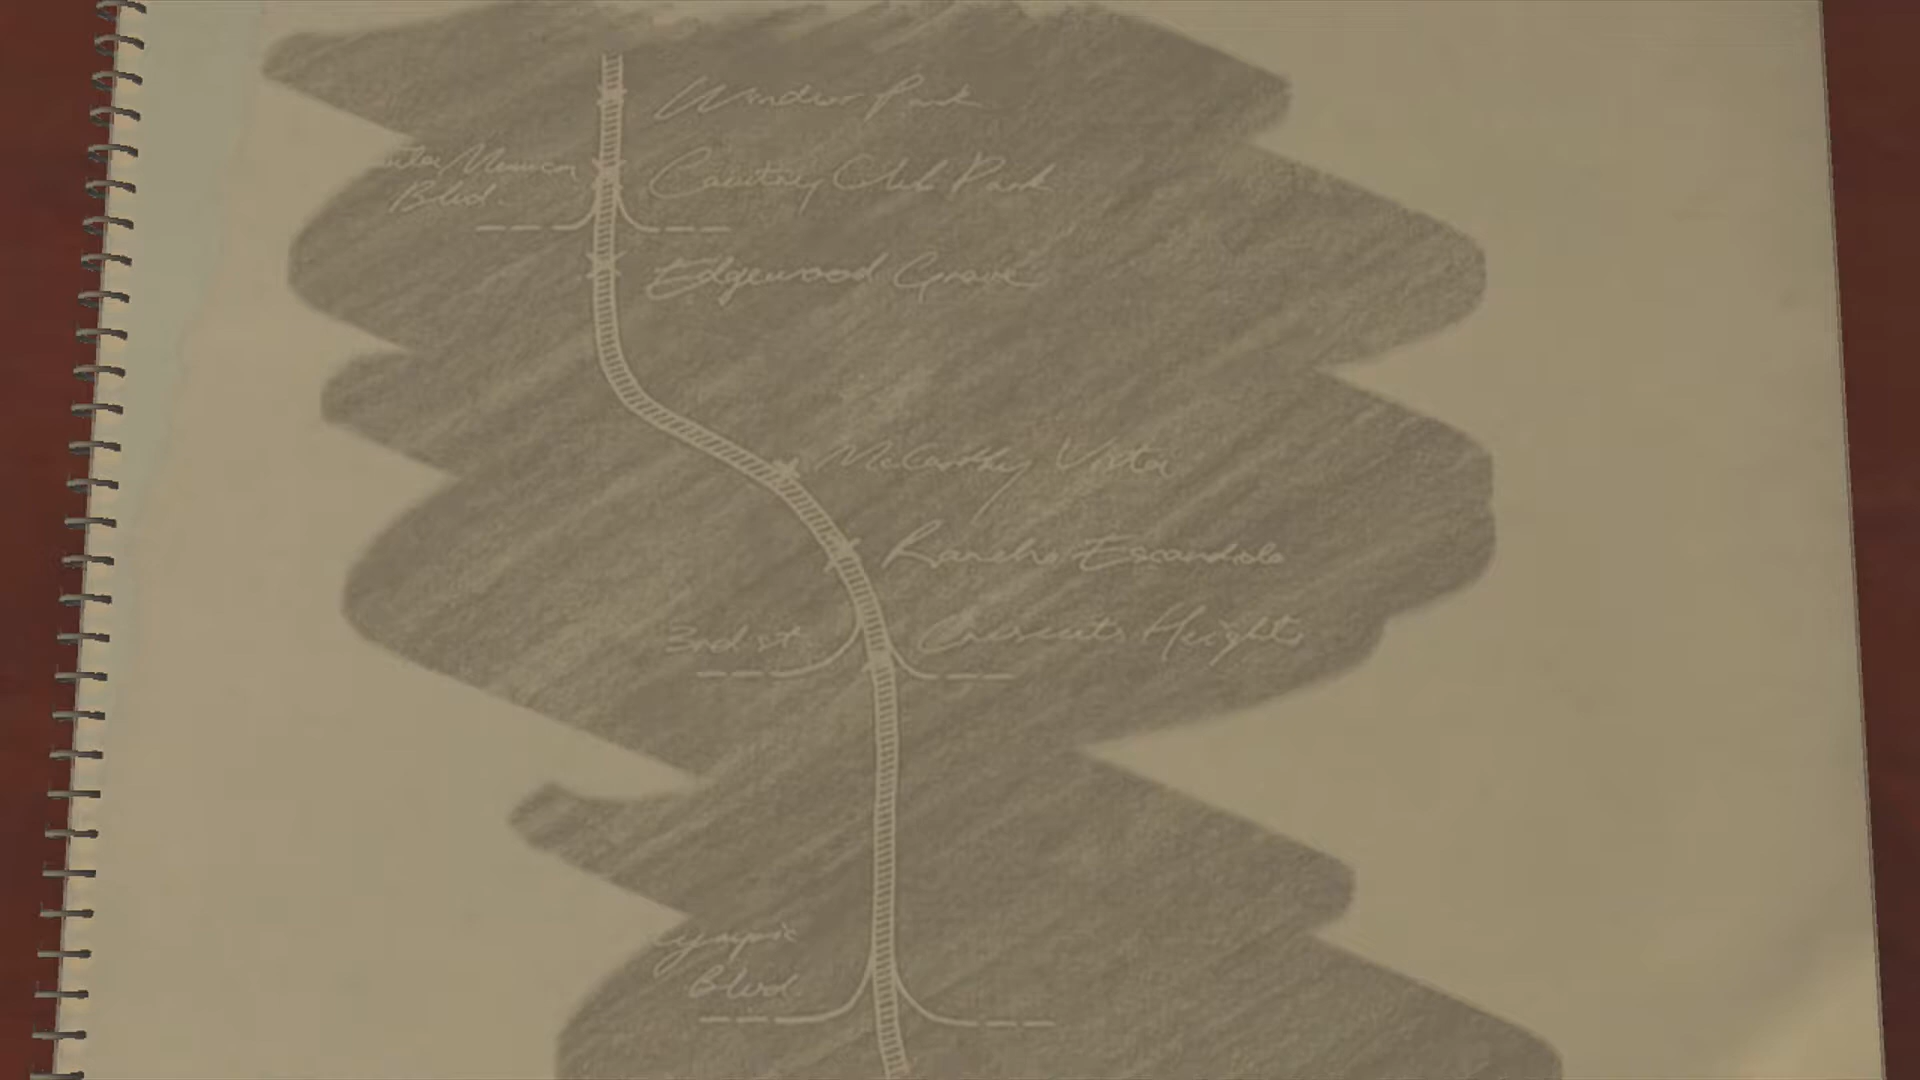 Windsor Park
Country Club Park
Blvd.
Edgewood Grove
McCarthy Vista
Rancho Escondido
3rd st.
Crescent Heights
Blvd.